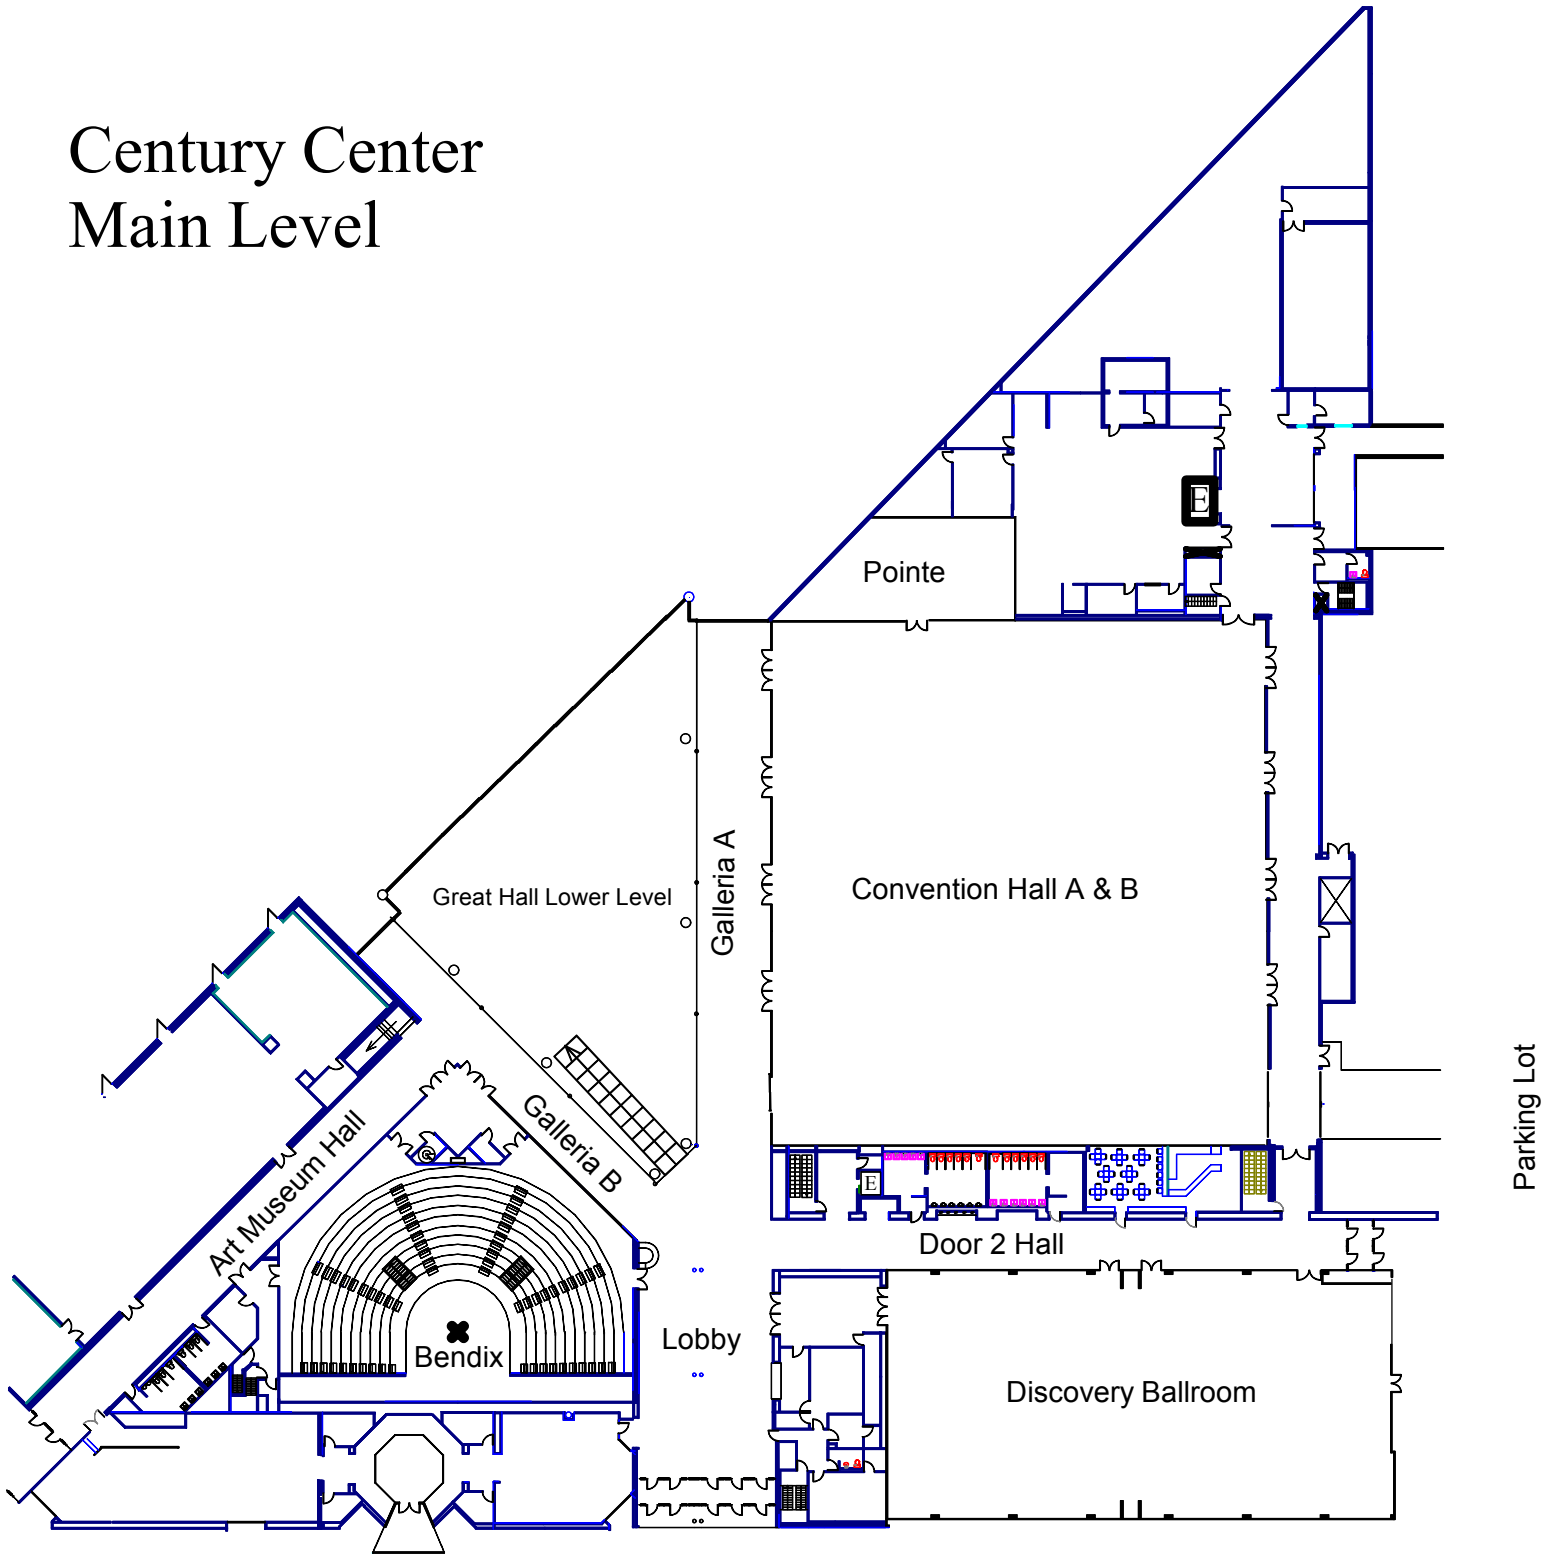 Century Center
Main Level
E
Pointe
Galleria A
Great Hall Lower Level
Convention Hall A & B
Parking Lot
Galleria B
Art Museum Hall
E
Door 2 Hall
Lobby
Bendix
Discovery Ballroom